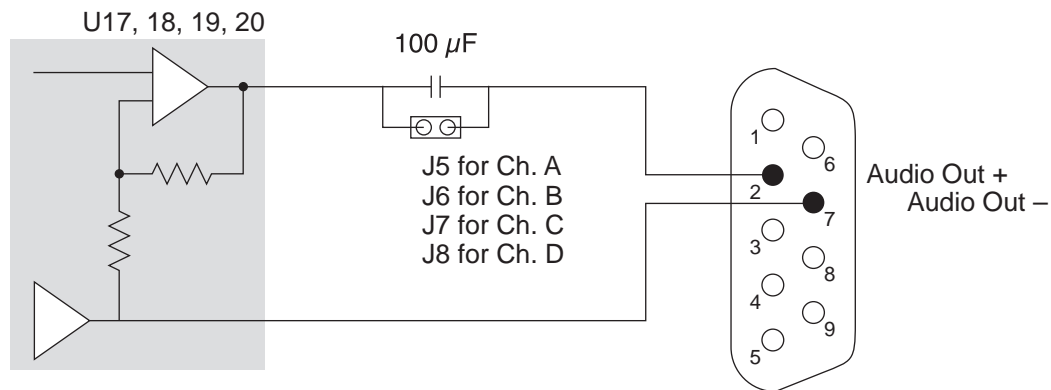 U17, 18, 19, 20
100 µF
J5 for Ch. A
J6 for Ch. B
J7 for Ch. C
J8 for Ch. D
1
6
2
7
3
8
4
9
5
Audio Out +
Audio Out –